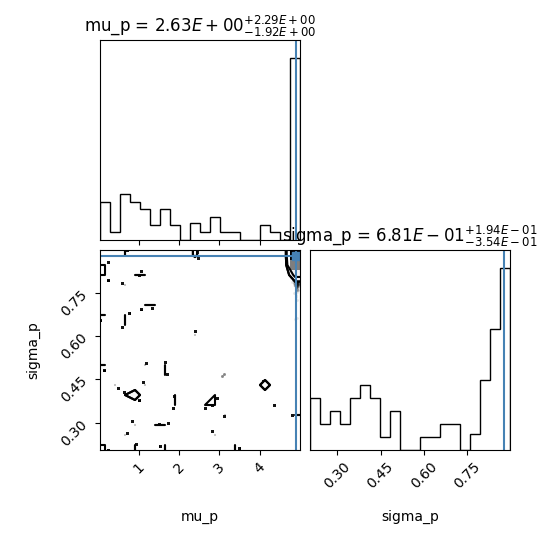 mu_p = 2.63E+00+2.29E+00−1.92E+00
sigma_p = 6.81E−01+1.94E−01−3.54E−01
0.75
0.60
0.45
0.30
sigma_p
1 2 3 4
0.30 0.45 0.60 0.75
mu_p
sigma_p